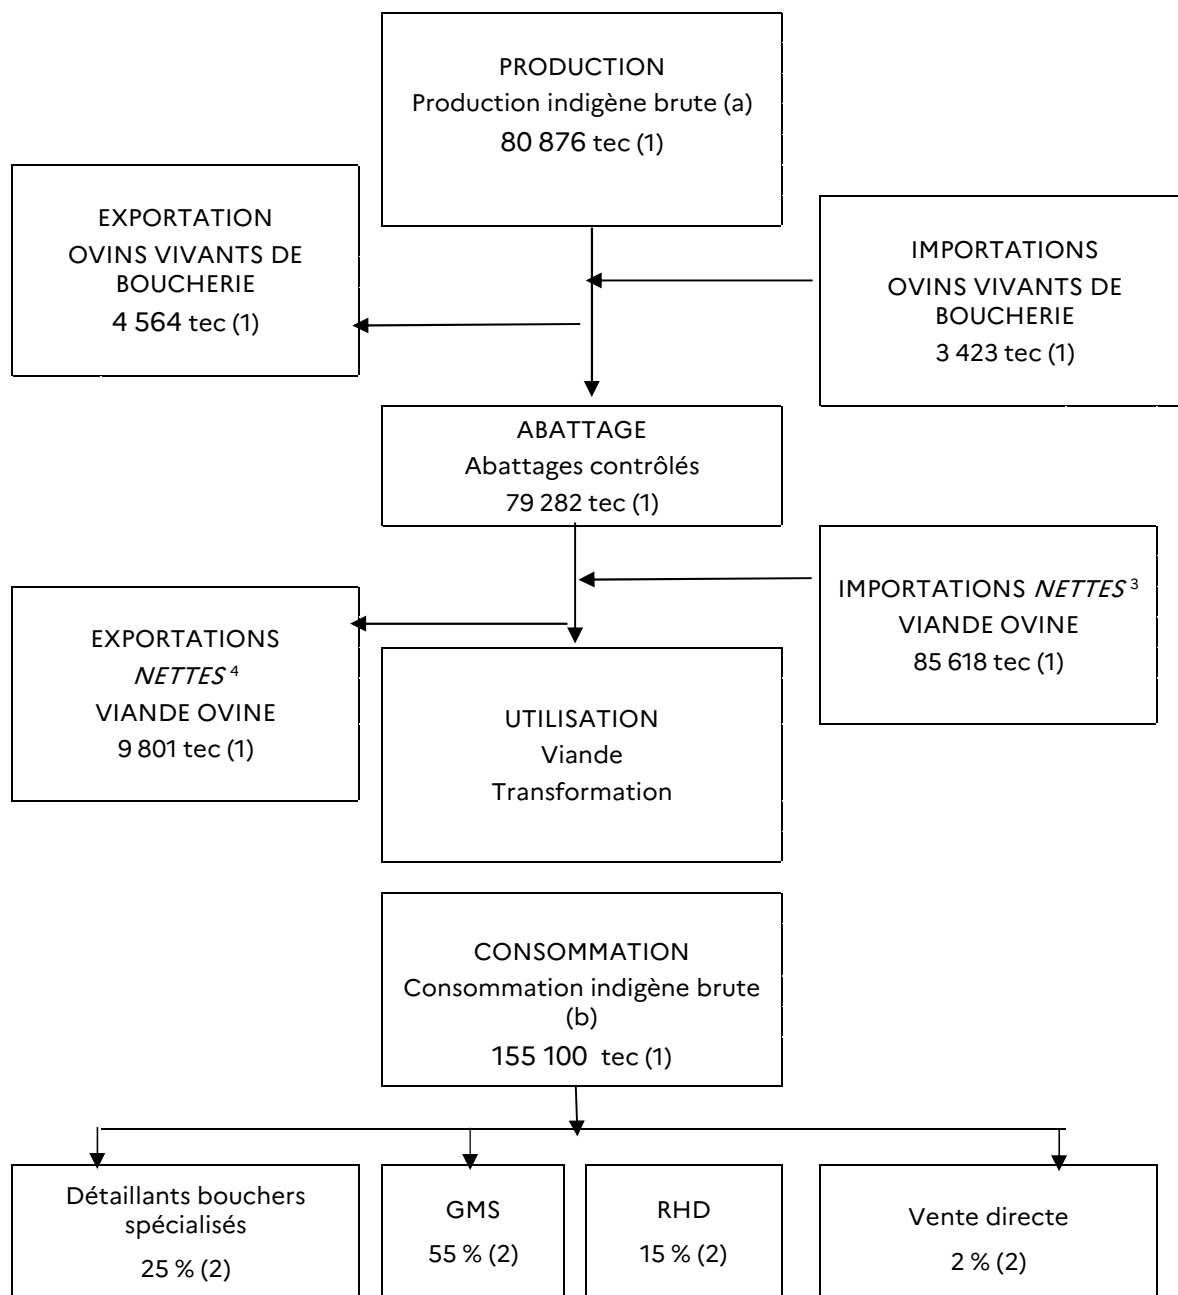 PRODUCTION
Production indigène brute (a)
80 876 tec (1)
EXPORTATION
OVINS VIVANTS DE
BOUCHERIE
4 564 tec (1)
IMPORTATIONS
OVINS VIVANTS DE
BOUCHERIE
3 423 tec (1)
ABATTAGE
Abattages contrôlés
79 282 tec (1)
IMPORTATIONS NETTES ³
VIANDE OVINE
85 618 tec (1)
EXPORTATIONS
NETTES ⁴
VIANDE OVINE
9 801 tec (1)
UTILISATION
Viande
Transformation
CONSOMMATION
Consommation indigène brute
(b)
155 100 tec (1)
Détaillants bouchers
spécialisés
25 % (2)
GMS
55 % (2)
RHD
15 % (2)
Vente directe
2 % (2)